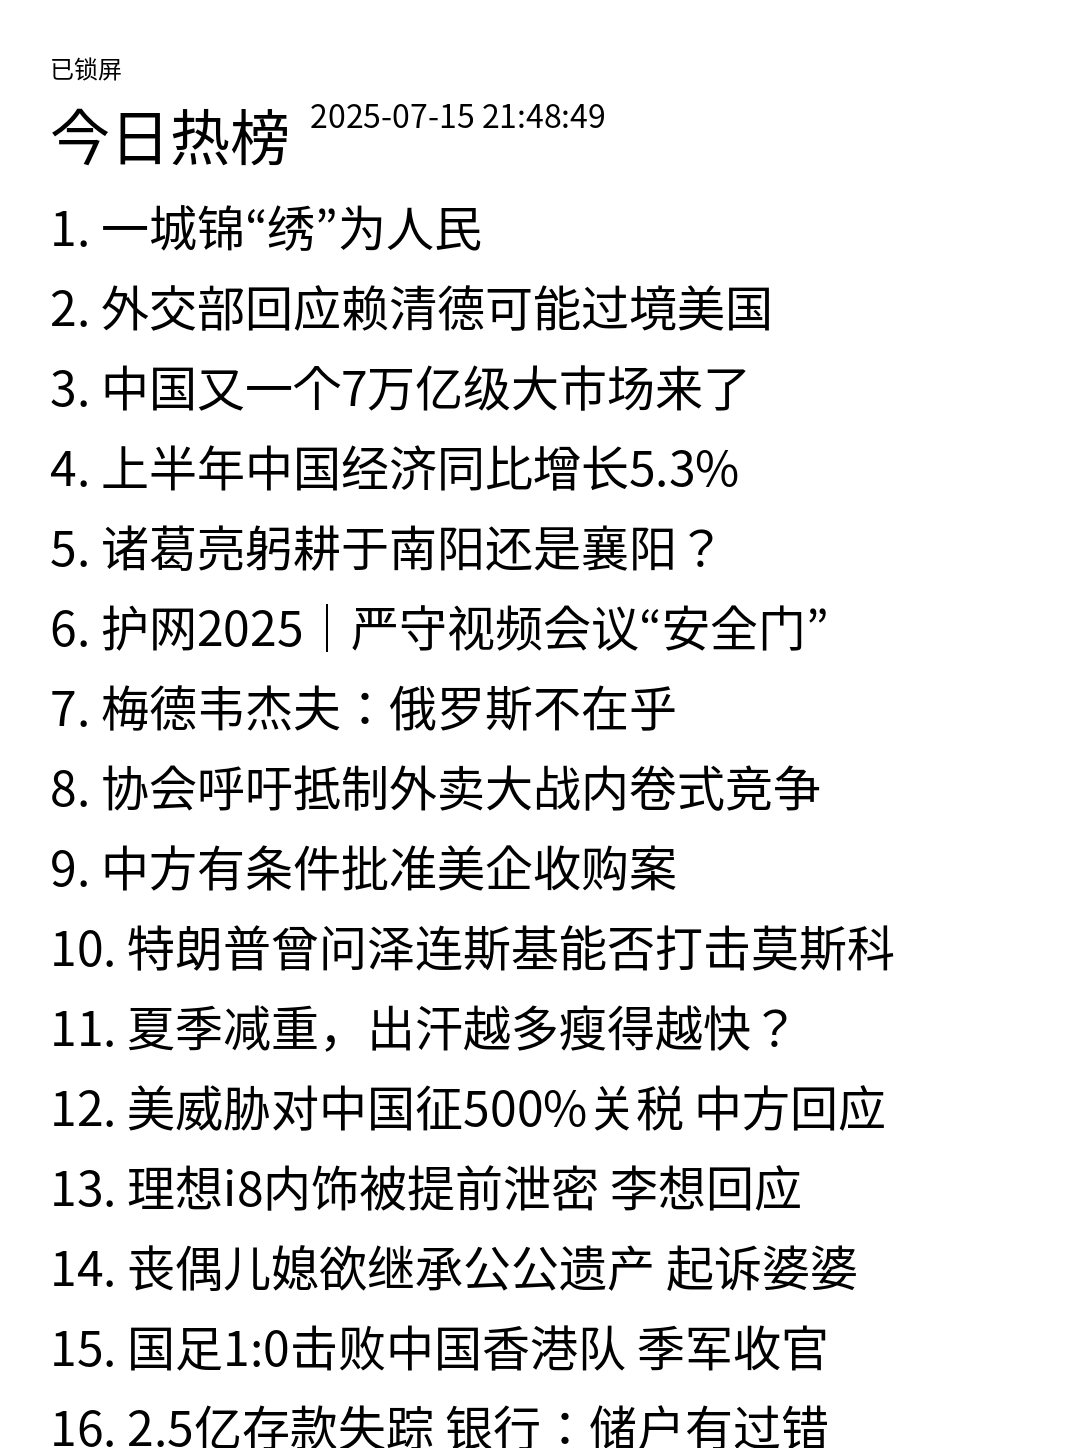 已锁屏
今日热榜 2025-07-15 21:48:49
1. 一城锦“绣”为人民
2. 外交部回应赖清德可能过境美国
3. 中国又一个7万亿级大市场来了
4. 上半年中国经济同比增长5.3%
5. 诸葛亮躬耕于南阳还是襄阳？
6. 护网2025｜严守视频会议“安全门”
7. 梅德韦杰夫：俄罗斯不在乎
8. 协会呼吁抵制外卖大战内卷式竞争
9. 中方有条件批准美企收购案
10. 特朗普曾问泽连斯基能否打击莫斯科
11. 夏季减重，出汗越多瘦得越快？
12. 美威胁对中国征500%关税 中方回应
13. 理想i8内饰被提前泄密 李想回应
14. 丧偶儿媳欲继承公公遗产 起诉婆婆
15. 国足1:0击败中国香港队 季军收官
16. 2.5亿存款失踪 银行：储户有过错